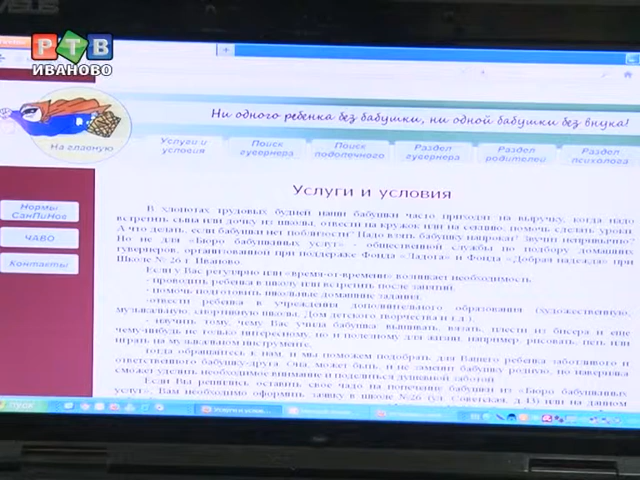 РТВ
ИВАНОВО
Ни одного ребенка без бабушки, ни одной бабушки без внука!
На главную
Услуги и условия
Поиск гувернера
Поиск подопечного
Раздел гувернера
Раздел родителей
Раздел психолога
Нормы СанПиНов
ЧАВО
Контакты
Услуги и условия
В хлопотах трудовых будней наши бабушки часто приходят на выручку, когда надо
встретить сына или дочку из школы, отвести на кружок или на секцию, помочь сделать уроки.
А что делать, если бабушки нет поблизости? Надо взять бабушку напрокат! Звучит непривычно?
Но не для «Бюро бабушкиных услуг» - общественной службы по подбору домашних
гувернеров, организованной при поддержке Фонда «Ладога» и Фонда «Добрая надежда» при
Школе № 26 г. Иваново.
Если у Вас регулярно или «время-от-времени» возникает необходимость:
- проводить ребенка в школу или встретить после занятий,
- помочь подготовить школьные домашние задания,
-отвести ребенка в учреждения дополнительного образования (художественную,
музыкальную, спортивную школы, Дом детского творчества и т.д.),
- научить тому, чему Вас учила бабушка: вышивать, вязать, плести из бисера и еще
чему-нибудь не только интересному, но и полезному для жизни, например, рисовать, петь или
играть на музыкальном инструменте,
тогда обращайтесь к нам, и мы поможем подобрать для Вашего ребенка заботливого и
ответственного бабушку-друга. Она, может быть, и не заменит бабушку родную, но наверняка
сможет уделить необходимое внимание и поделиться душевной заботой.
Если Вы решились оставить свое чадо на попечение бабушки из «Бюро бабушкиных
услуг», Вам необходимо оформить заявку в школе №26 (ул. Советская, д.43) или на данном
пуск
Услуги и услов...